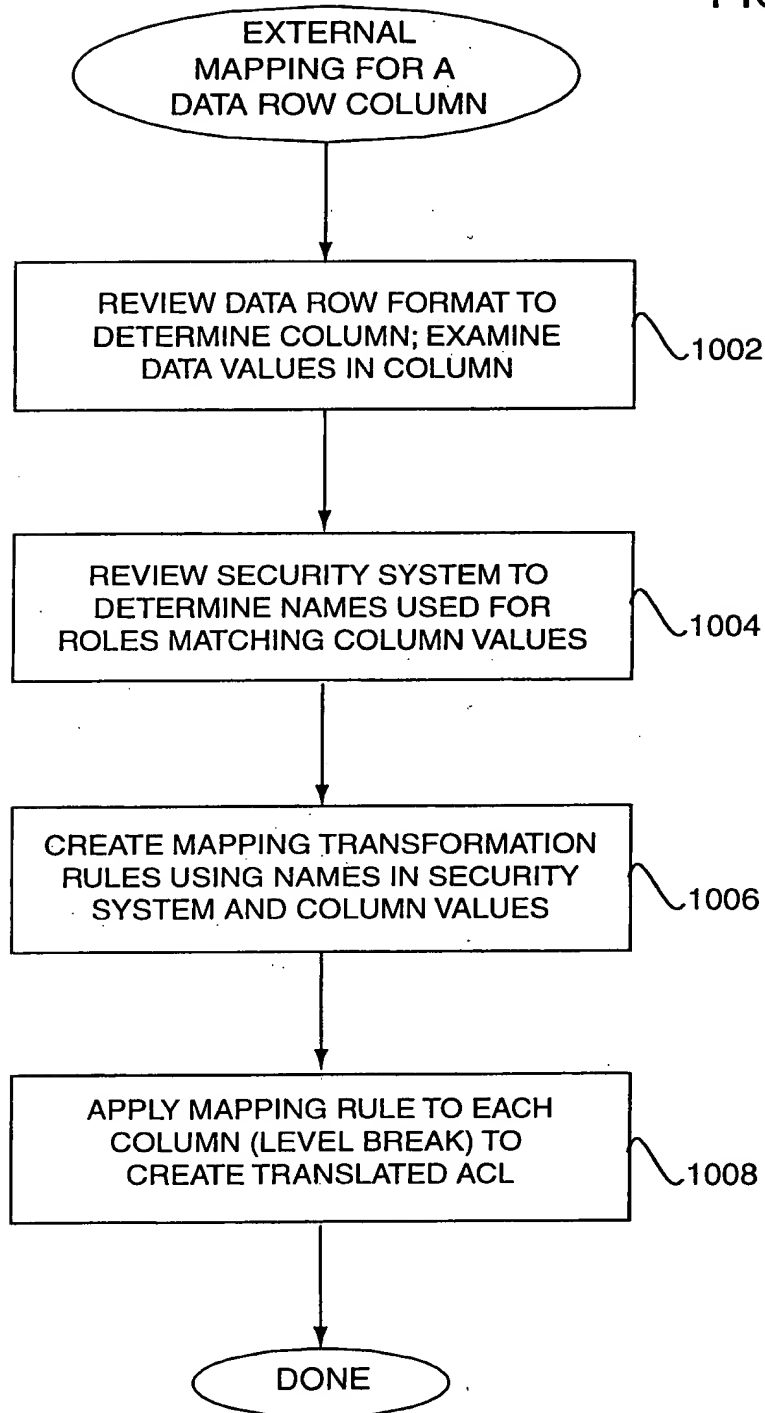 EXTERNAL
MAPPING FOR A
DATA ROW COLUMN
REVIEW DATA ROW FORMAT TO
DETERMINE COLUMN; EXAMINE
DATA VALUES IN COLUMN
1002
REVIEW SECURITY SYSTEM TO
DETERMINE NAMES USED FOR
ROLES MATCHING COLUMN VALUES
1004
CREATE MAPPING TRANSFORMATION
RULES USING NAMES IN SECURITY
SYSTEM AND COLUMN VALUES
1006
APPLY MAPPING RULE TO EACH
COLUMN (LEVEL BREAK) TO
CREATE TRANSLATED ACL
1008
DONE